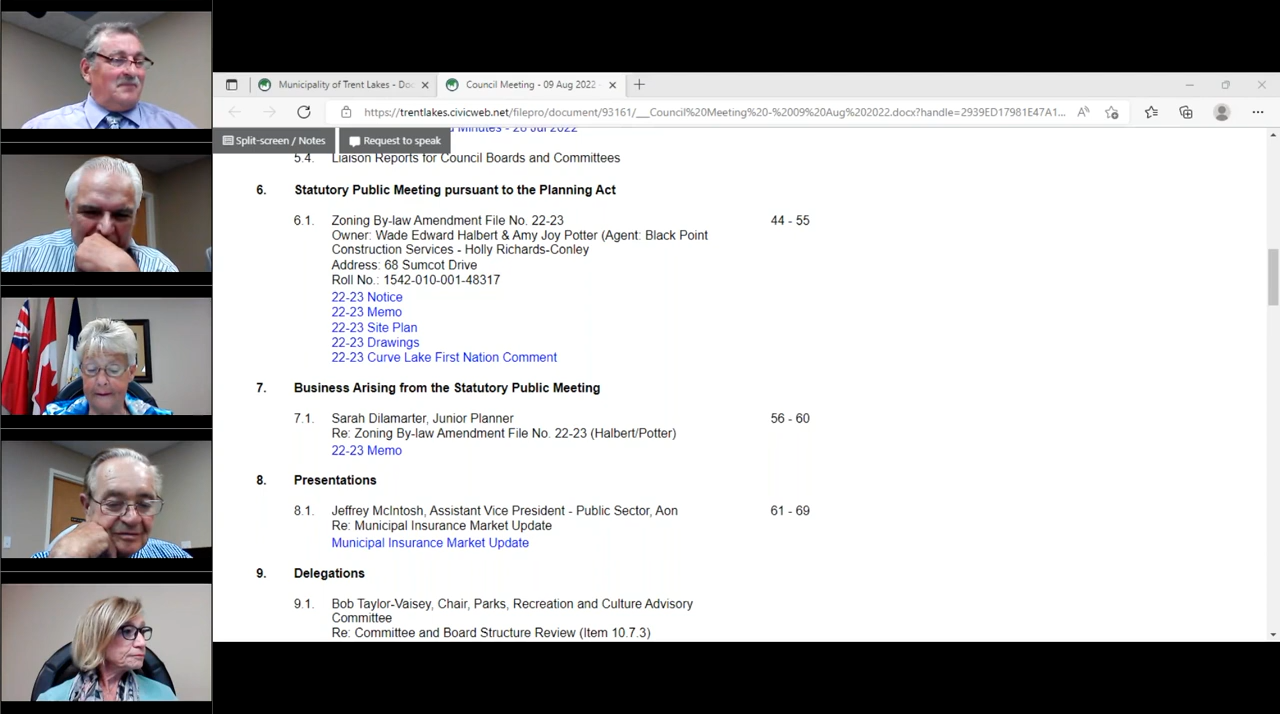 Municipality of Trent Lakes - Doc
Council Meeting - 09 Aug 2022
https://trentlakes.civicweb.net/filepro/document/93161/__Council%20Meeting%20-%2009%20Aug%202022.docx?handle=2939ED17981E47A1...
Split-screen / Notes
Request to speak
Minutes - 26 Jul 2022
5.4. Liaison Reports for Council Boards and Committees
6. Statutory Public Meeting pursuant to the Planning Act
6.1. Zoning By-law Amendment File No. 22-23 44 - 55
Owner: Wade Edward Halbert & Amy Joy Potter (Agent: Black Point
Construction Services - Holly Richards-Conley
Address: 68 Sumcot Drive
Roll No.: 1542-010-001-48317
22-23 Notice
22-23 Memo
22-23 Site Plan
22-23 Drawings
22-23 Curve Lake First Nation Comment
7. Business Arising from the Statutory Public Meeting
7.1. Sarah Dilamarter, Junior Planner 56 - 60
Re: Zoning By-law Amendment File No. 22-23 (Halbert/Potter)
22-23 Memo
8. Presentations
8.1. Jeffrey McIntosh, Assistant Vice President - Public Sector, Aon 61 - 69
Re: Municipal Insurance Market Update
Municipal Insurance Market Update
9. Delegations
9.1. Bob Taylor-Vaisey, Chair, Parks, Recreation and Culture Advisory
Committee
Re: Committee and Board Structure Review (Item 10.7.3)